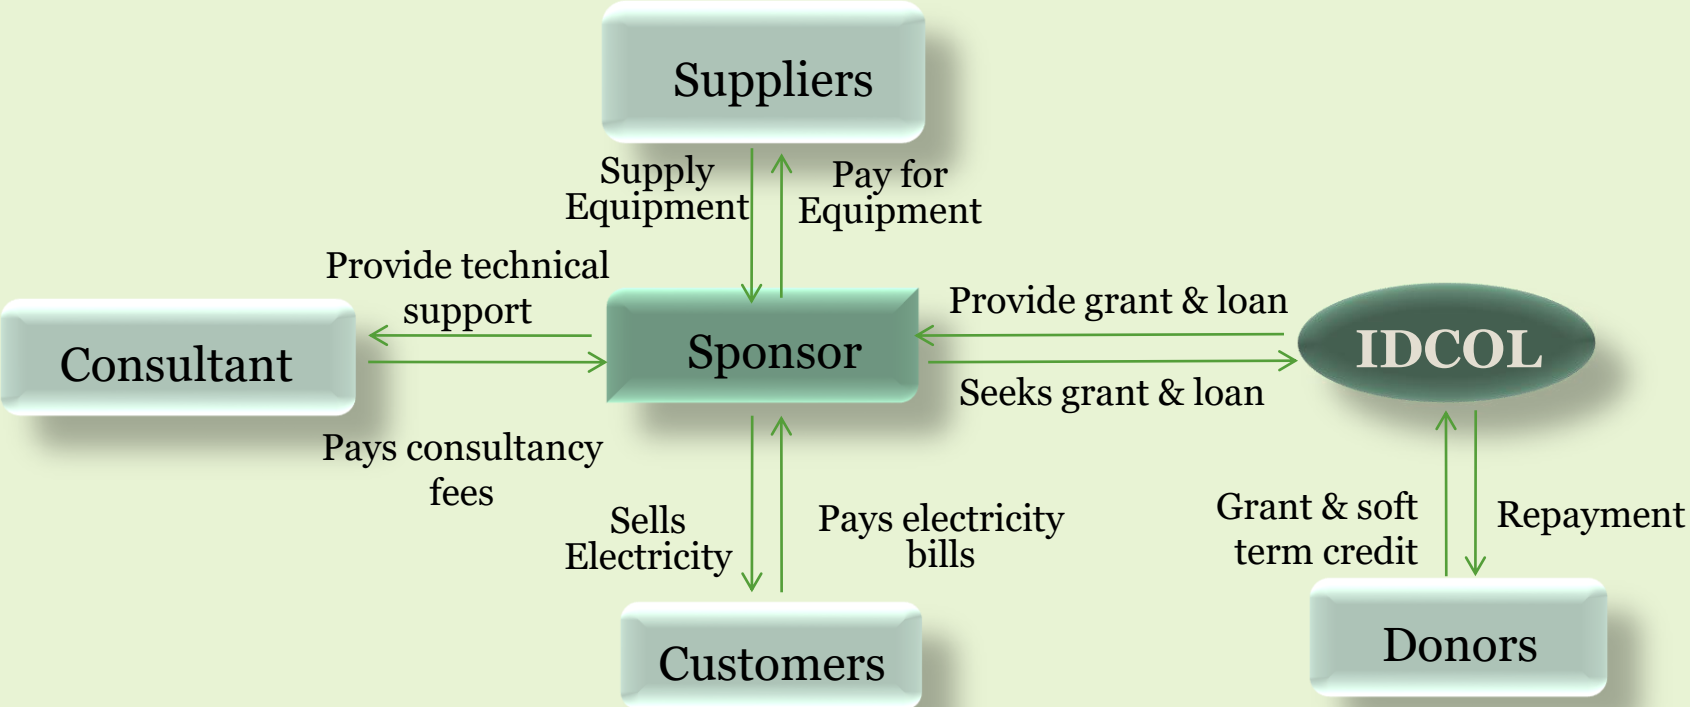 Suppliers
Supply
Equipment
Pay for
Equipment
Provide technical
support
Provide grant & loan
Consultant
Sponsor
IDCOL
Seeks grant & loan
Pays consultancy
fees
Sells
Electricity
Pays electricity
bills
Grant & soft
term credit
Repayment
Customers
Donors